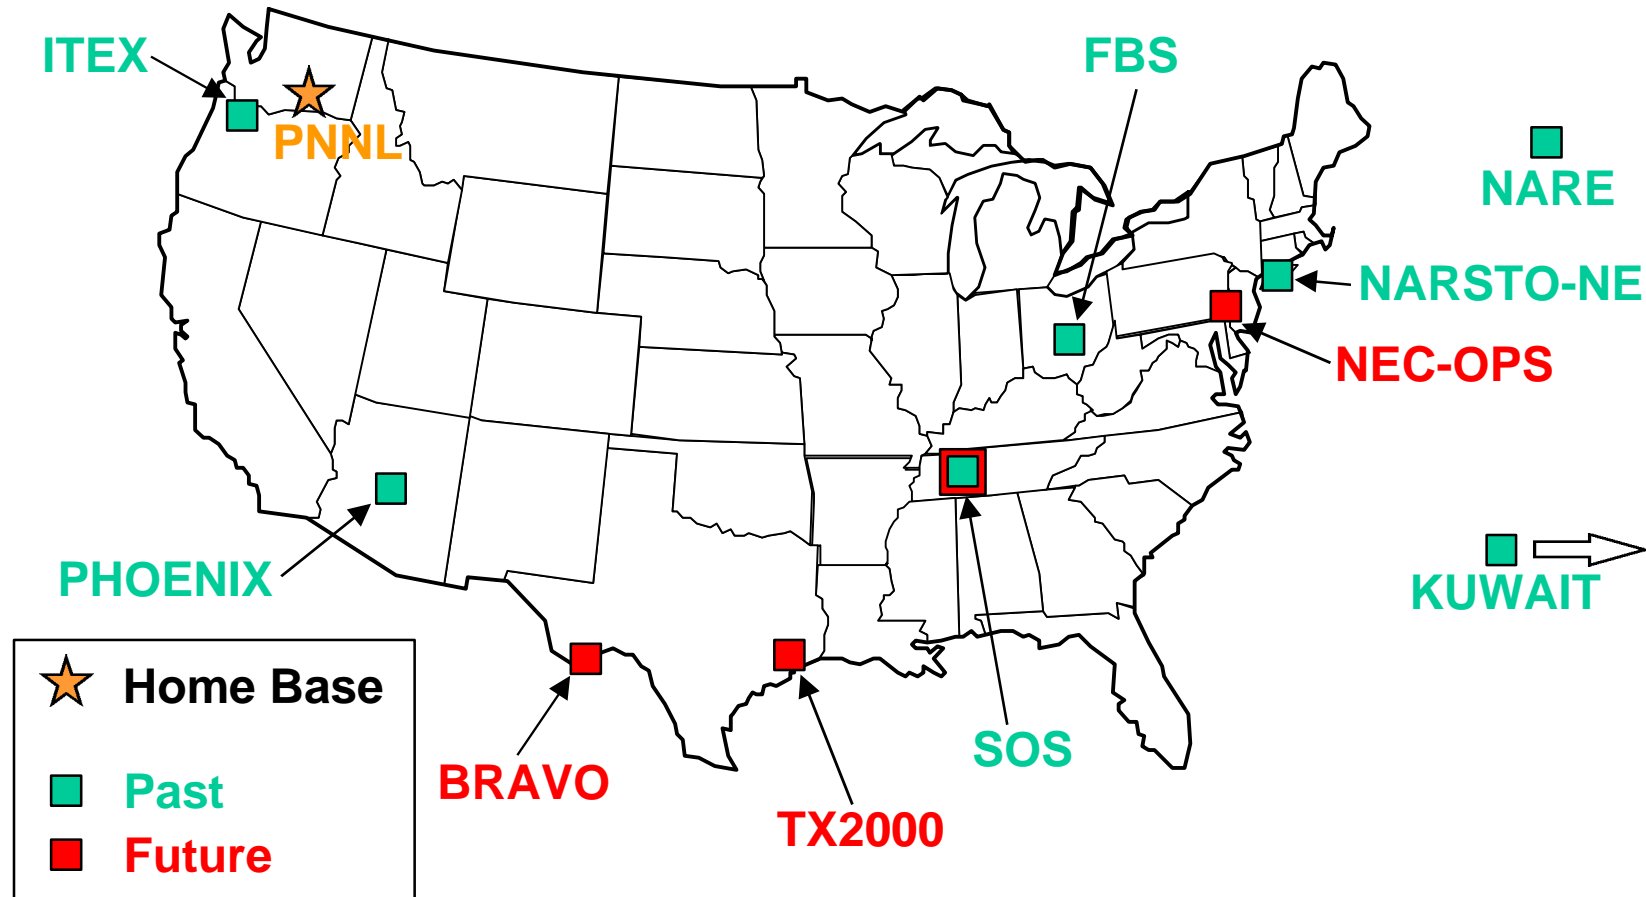 ITEX
FBS
PNNL
NARE
NARSTO-NE
NEC-OPS
PHOENIX
KUWAIT
Home Base
SOS
BRAVO
Past
TX2000
Future